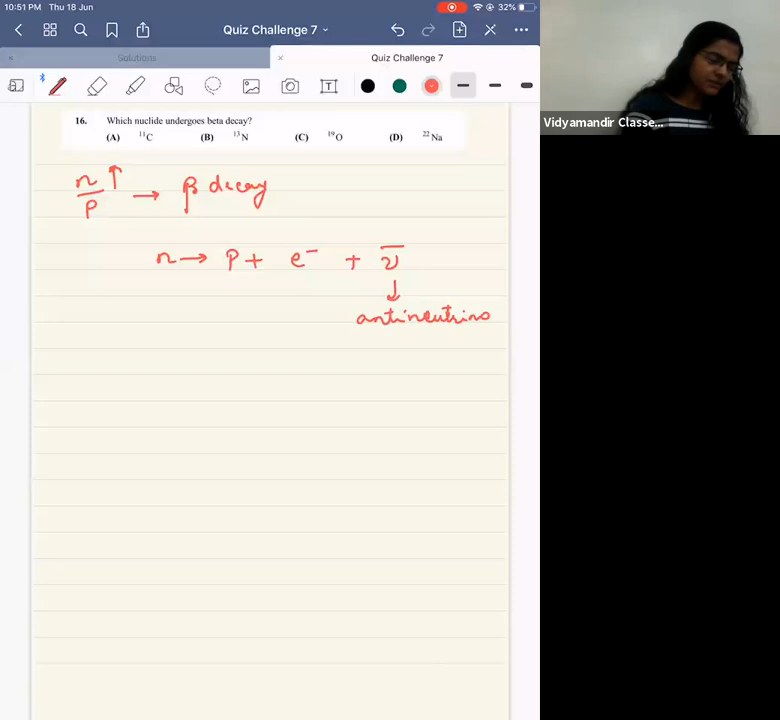 10:51 PM Thu 18 Jun
32%
Quiz Challenge 7
Solutions
Quiz Challenge 7
T
16. Which nuclide undergoes beta decay?
(A) ¹¹C (B) ¹³N (C) ¹⁹O (D) ²²Na
n/p ↑ → β decay
n → p + e⁻ + ν̅
↓
antineutrino
Vidyamandir Classe...